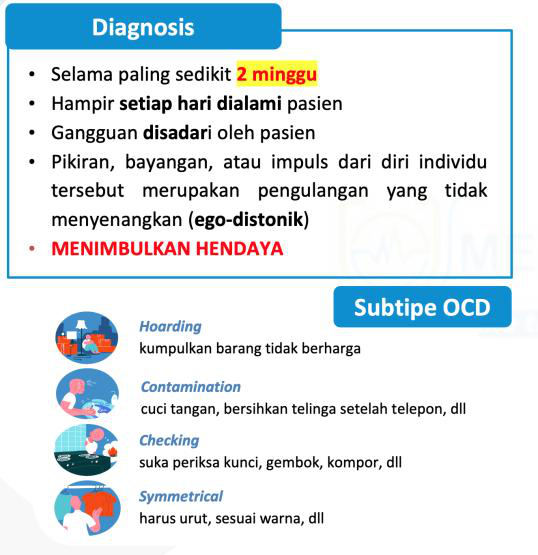 Diagnosis
• Selama paling sedikit 2 minggu
• Hampir setiap hari dialami pasien
• Gangguan disadari oleh pasien
• Pikiran, bayangan, atau impuls dari diri individu
tersebut merupakan pengulangan yang tidak
menyenangkan (ego-distonik)
• MENIMBULKAN HENDAYA
Subtipe OCD
Hoarding
kumpulkan barang tidak berharga
Contamination
cuci tangan, bersihkan telinga setelah telepon, dll
Checking
suka periksa kunci, gembok, kompor, dll
Symmetrical
harus urut, sesuai warna, dll